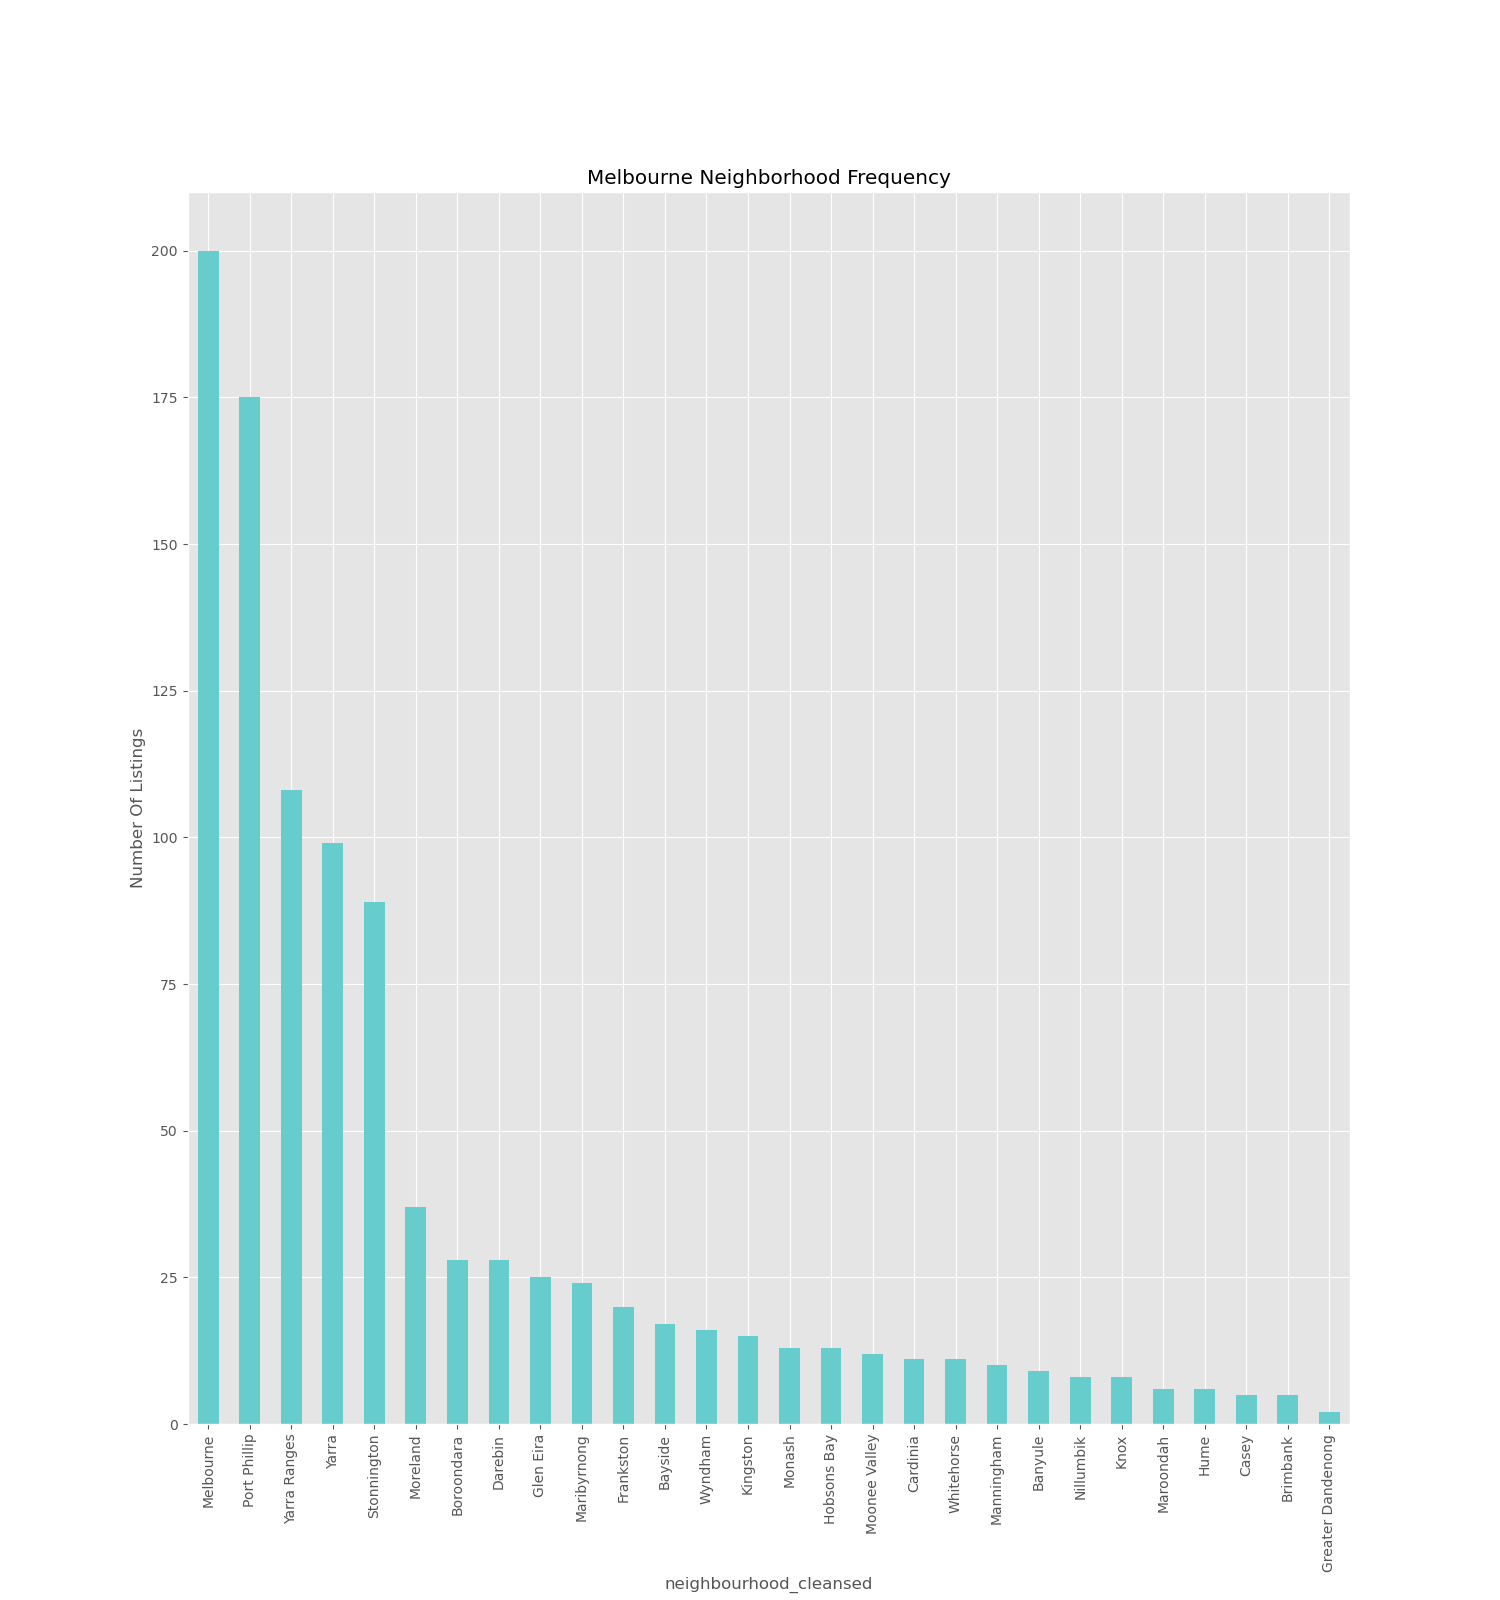 Melbourne Neighborhood Frequency
Number Of Listings
200
175
150
125
100
75
50
25
0
Melbourne
Port Phillip
Yarra Ranges
Yarra
Stonnington
Moreland
Boroondara
Darebin
Glen Eira
Maribyrnong
Frankston
Bayside
Wyndham
Kingston
Monash
Hobsons Bay
Moonee Valley
Cardinia
Whitehorse
Manningham
Banyule
Nillumbik
Knox
Maroondah
Hume
Casey
Brimbank
Greater Dandenong
neighbourhood_cleansed